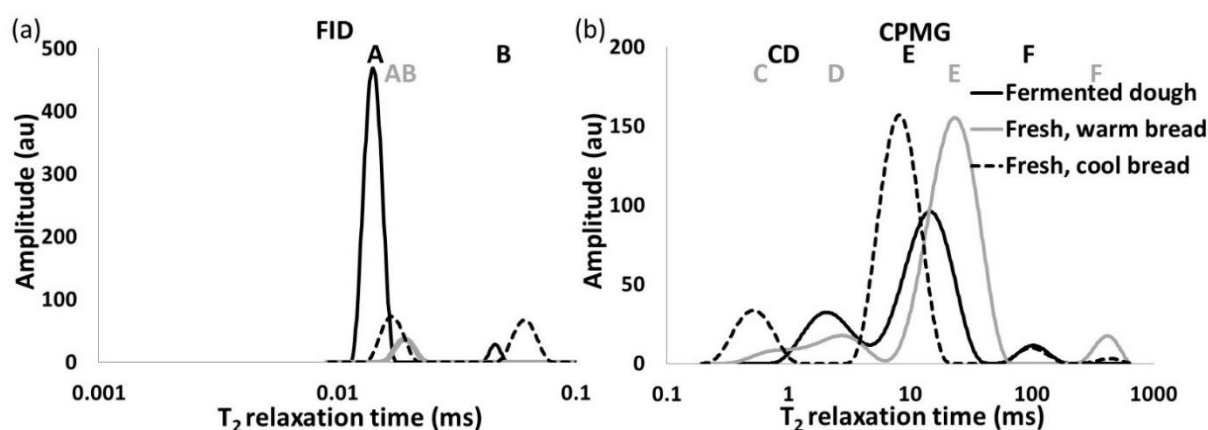 (a)
FID
A
AB
B
500
400
300
200
100
0
Amplitude (au)
0.001
0.01
0.1
T2 relaxation time (ms)
(b)
CPMG
CD
E
F
C
D
E
F
Fermented dough
Fresh, warm bread
Fresh, cool bread
200
150
100
50
0
Amplitude (au)
0.1
1
10
100
1000
T2 relaxation time (ms)